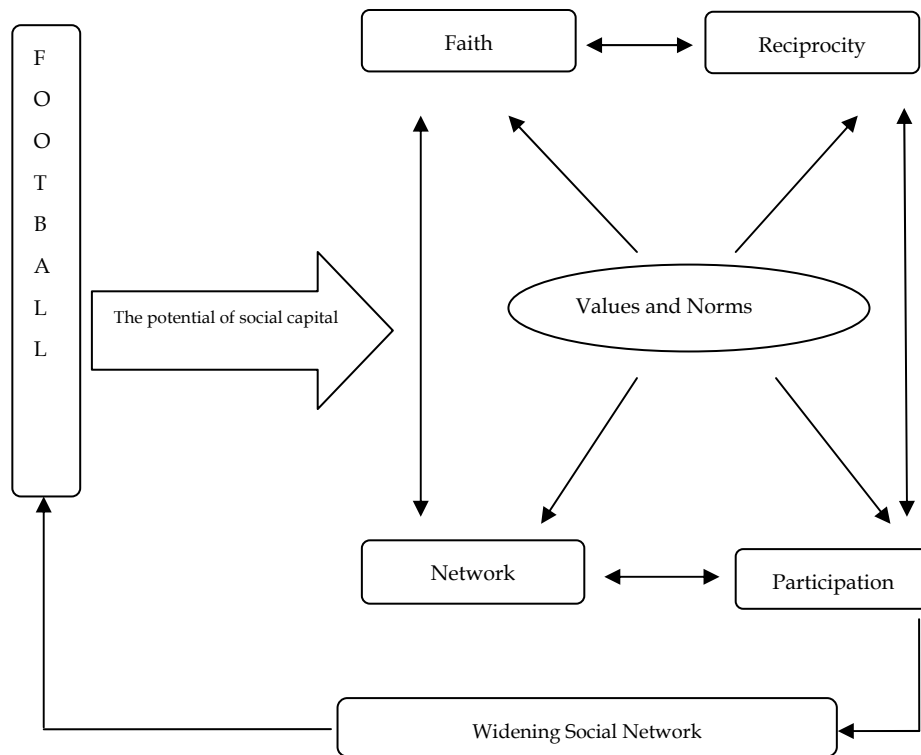 F
O
O
T
B
A
L
L
Faith
Reciprocity
The potential of social capital
Values and Norms
Network
Participation
Widening Social Network